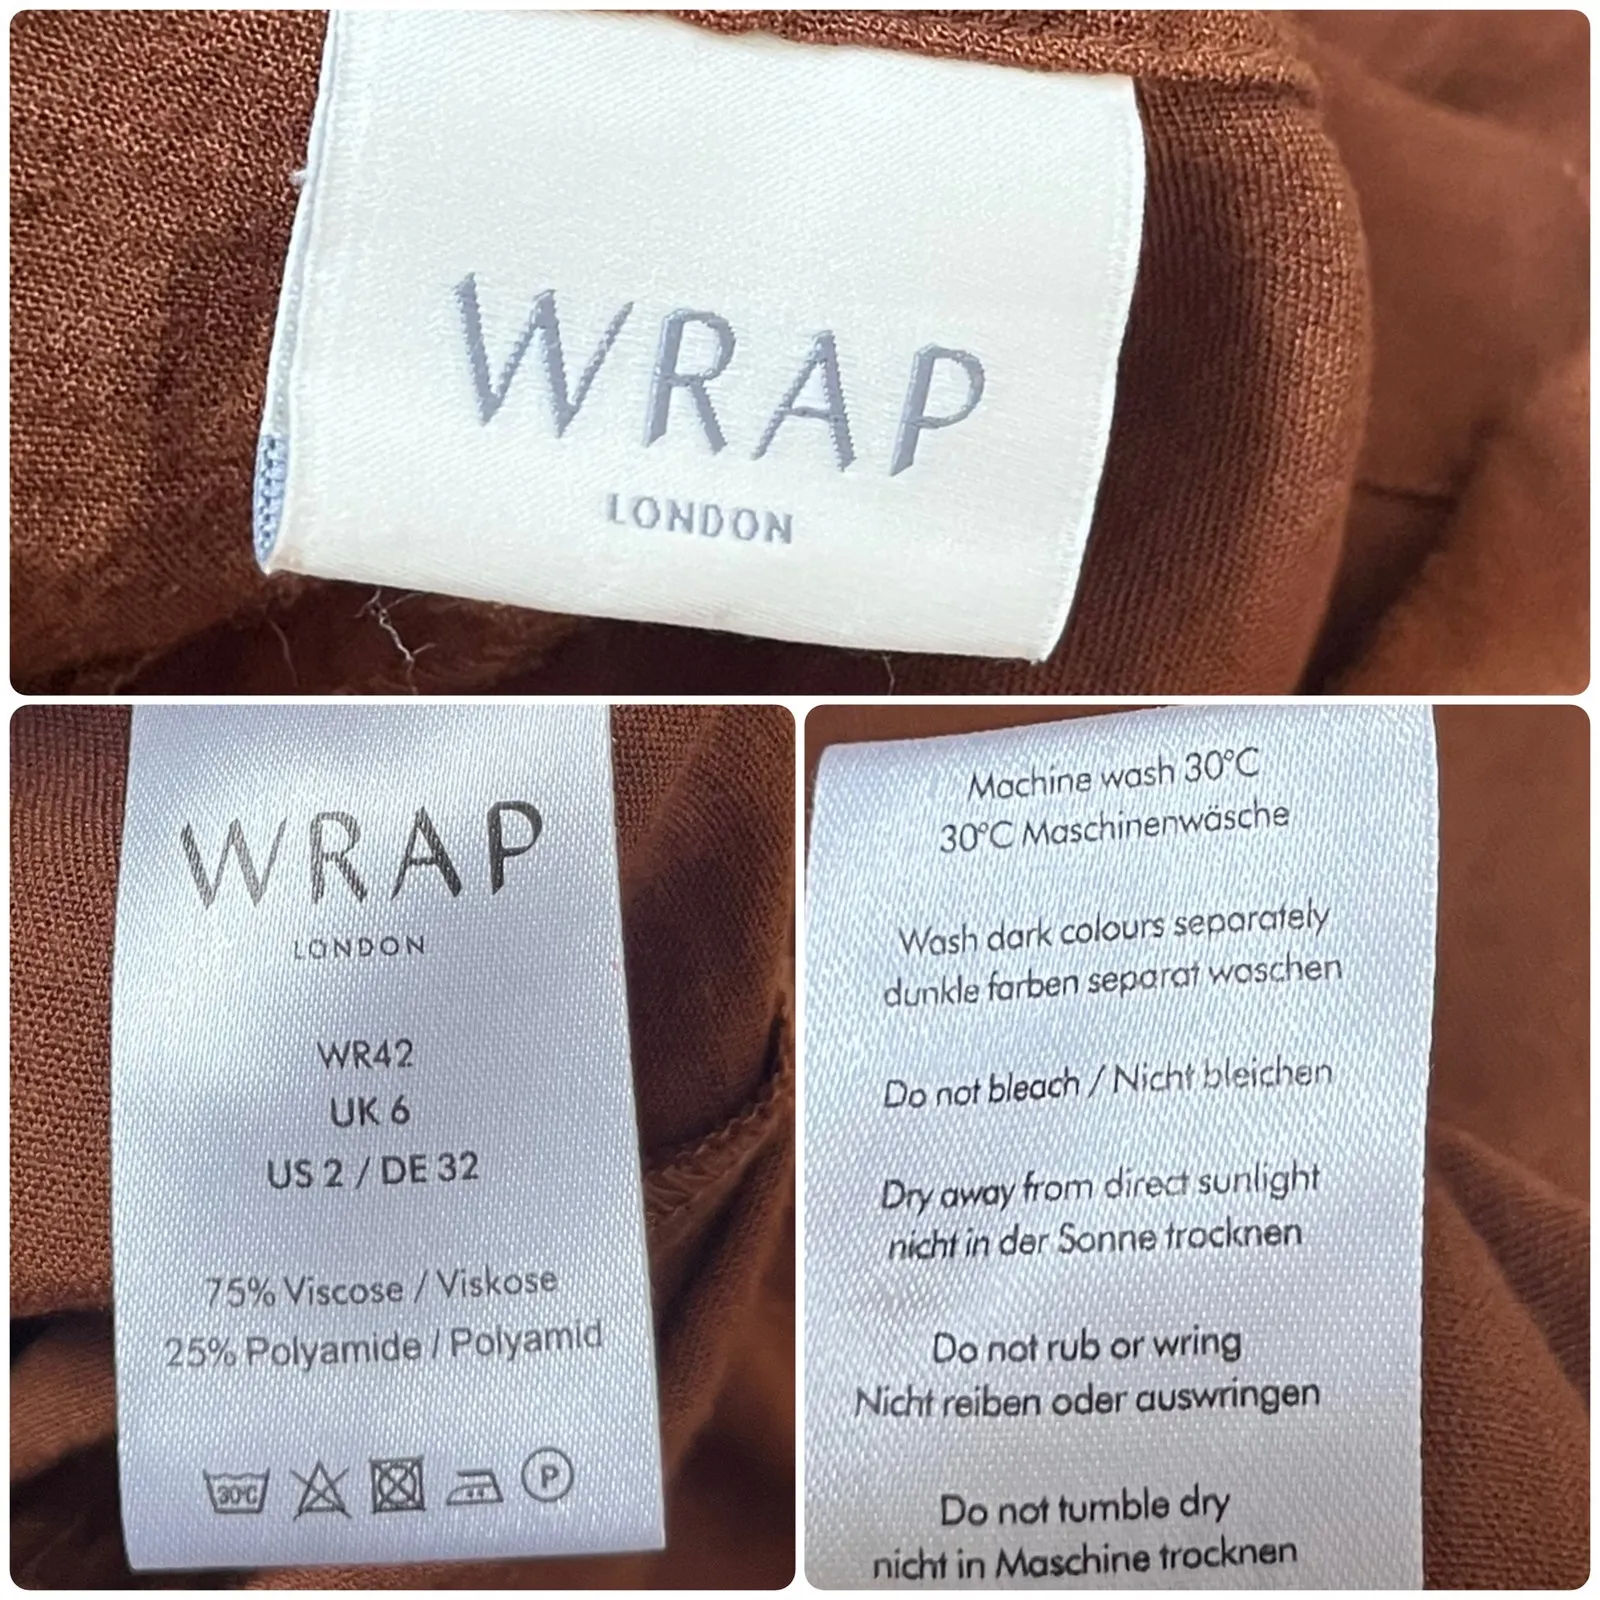 WRAP
LONDON
WRAP
LONDON
WR42
UK 6
US 2 / DE 32
75% Viscose / Viskose
25% Polyamide / Polyamid
30°C
P
Machine wash 30°C
30°C Maschinenwäsche
Wash dark colours separately
dunkle farben separat waschen
Do not bleach / Nicht bleichen
Dry away from direct sunlight
nicht in der Sonne trocknen
Do not rub or wring
Nicht reiben oder auswringen
Do not tumble dry
nicht in Maschine trocknen